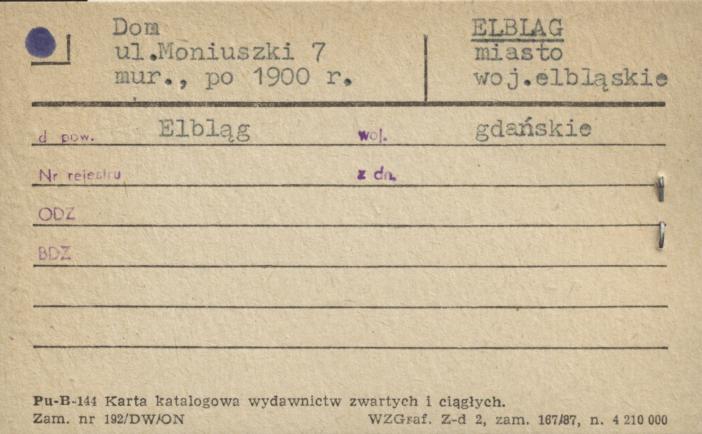 Dom
ul.Moniuszki 7
mur., po 1900 r.
ELBLĄG
miasto
woj.elbląskie
d pow. Elbląg woj. gdańskie
Nr rejestru z dn.
ODZ
BDZ
Pu-B-144 Karta katalogowa wydawnictw zwartych i ciągłych.
Zam. nr 192/DW/ON WZGraf. Z-d 2, zam. 167/87, n. 4 210 000